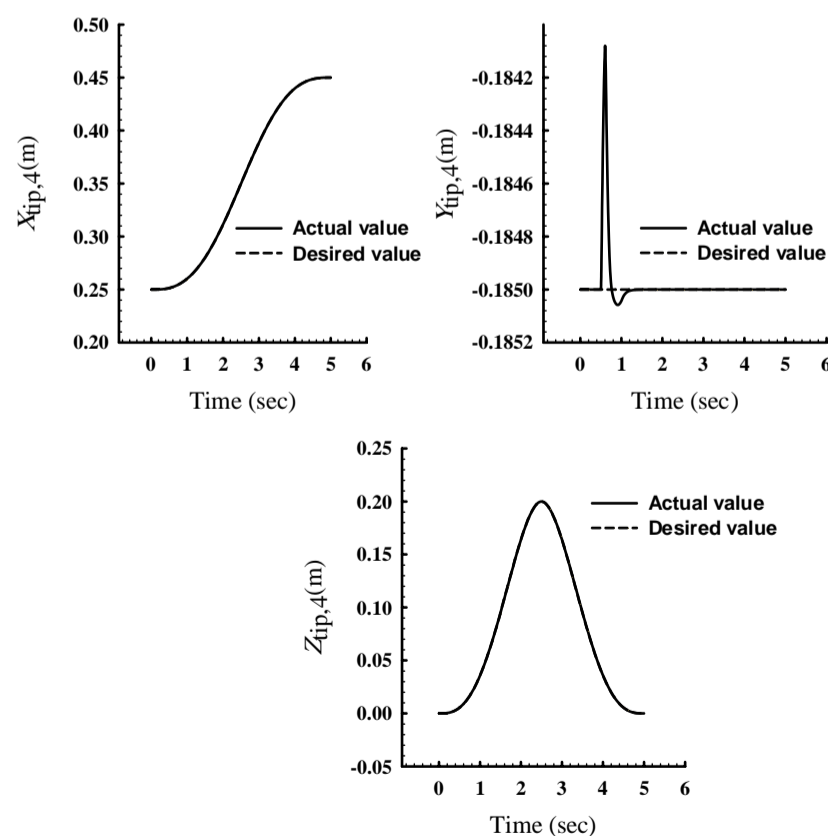 0.50
0.45
0.40
0.35
0.30
0.25
0.20
Xtip,4(m)
Actual value
Desired value
0 1 2 3 4 5 6
Time (sec)
-0.1842
-0.1844
-0.1846
-0.1848
-0.1850
-0.1852
Ytip,4(m)
Actual value
Desired value
0 1 2 3 4 5 6
Time (sec)
0.25
0.20
0.15
0.10
0.05
0.00
-0.05
Ztip,4(m)
Actual value
Desired value
0 1 2 3 4 5 6
Time (sec)